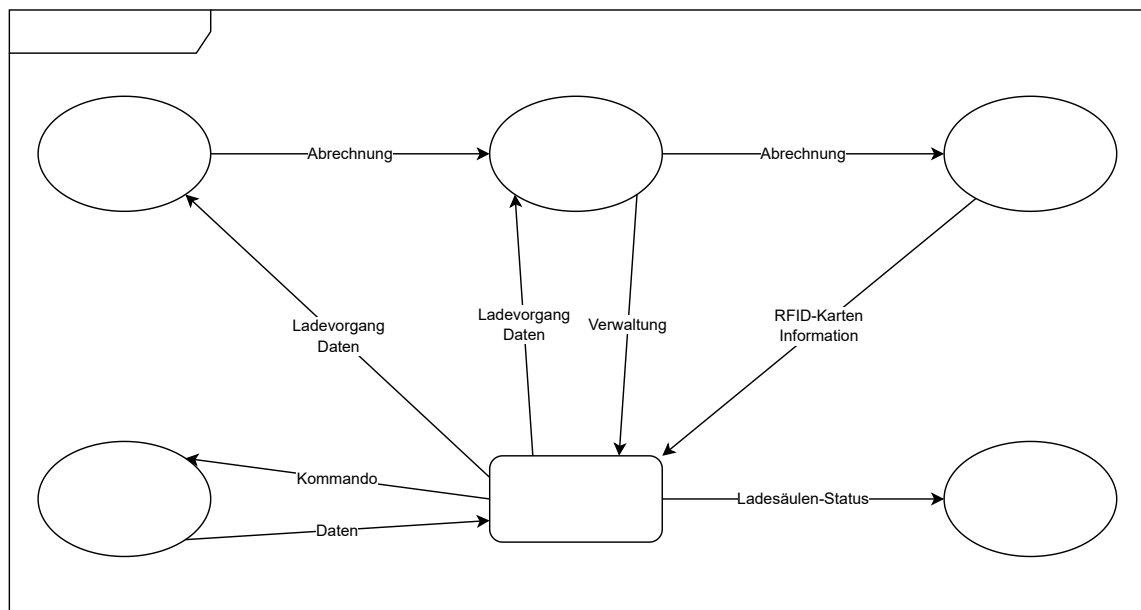 Abrechnung
Abrechnung
Ladevorgang
Daten
Ladevorgang
Daten
Verwaltung
RFID-Karten
Information
Kommando
Daten
Ladesäulen-Status